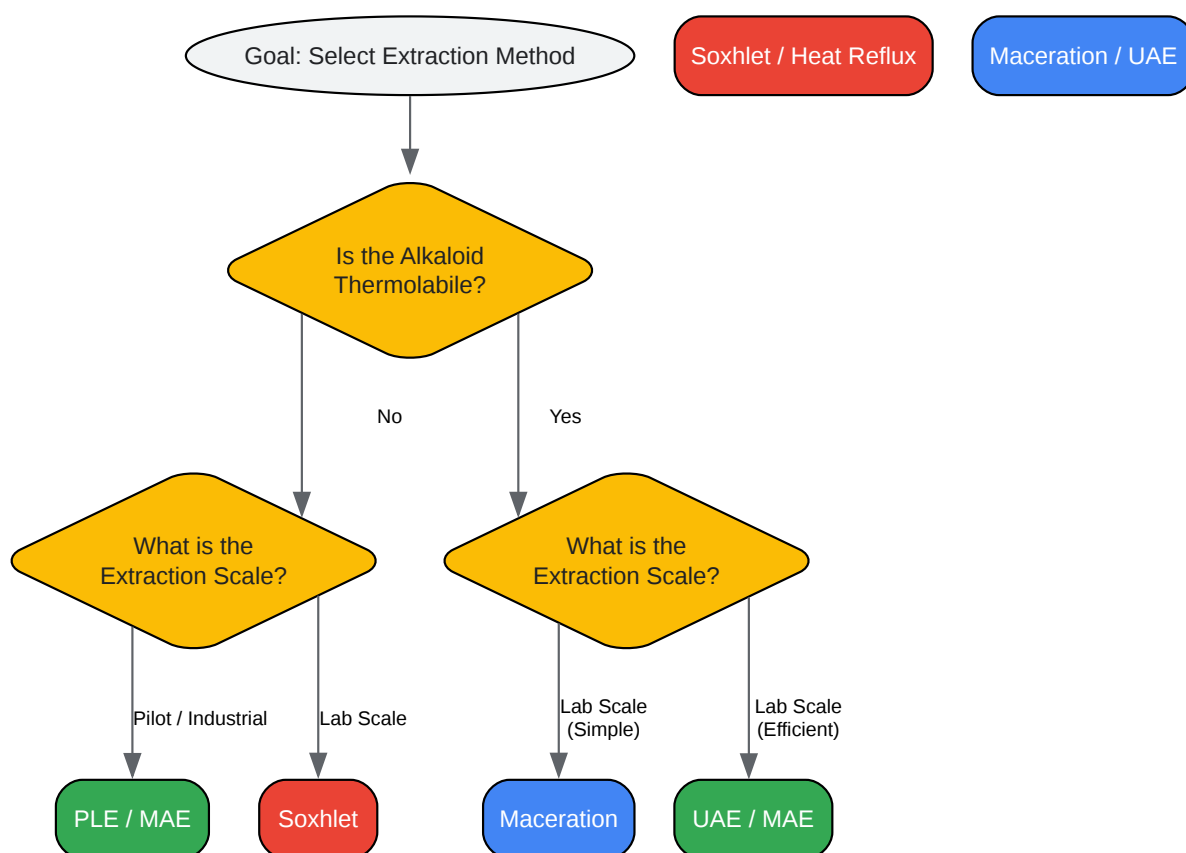 Goal: Select Extraction Method
Soxhlet / Heat Reflux
Maceration / UAE
Is the Alkaloid
Thermolabile?
No
Yes
What is the
Extraction Scale?
What is the
Extraction Scale?
Pilot / Industrial
Lab Scale
Lab Scale
(Simple)
Lab Scale
(Efficient)
PLE / MAE
Soxhlet
Maceration
UAE / MAE